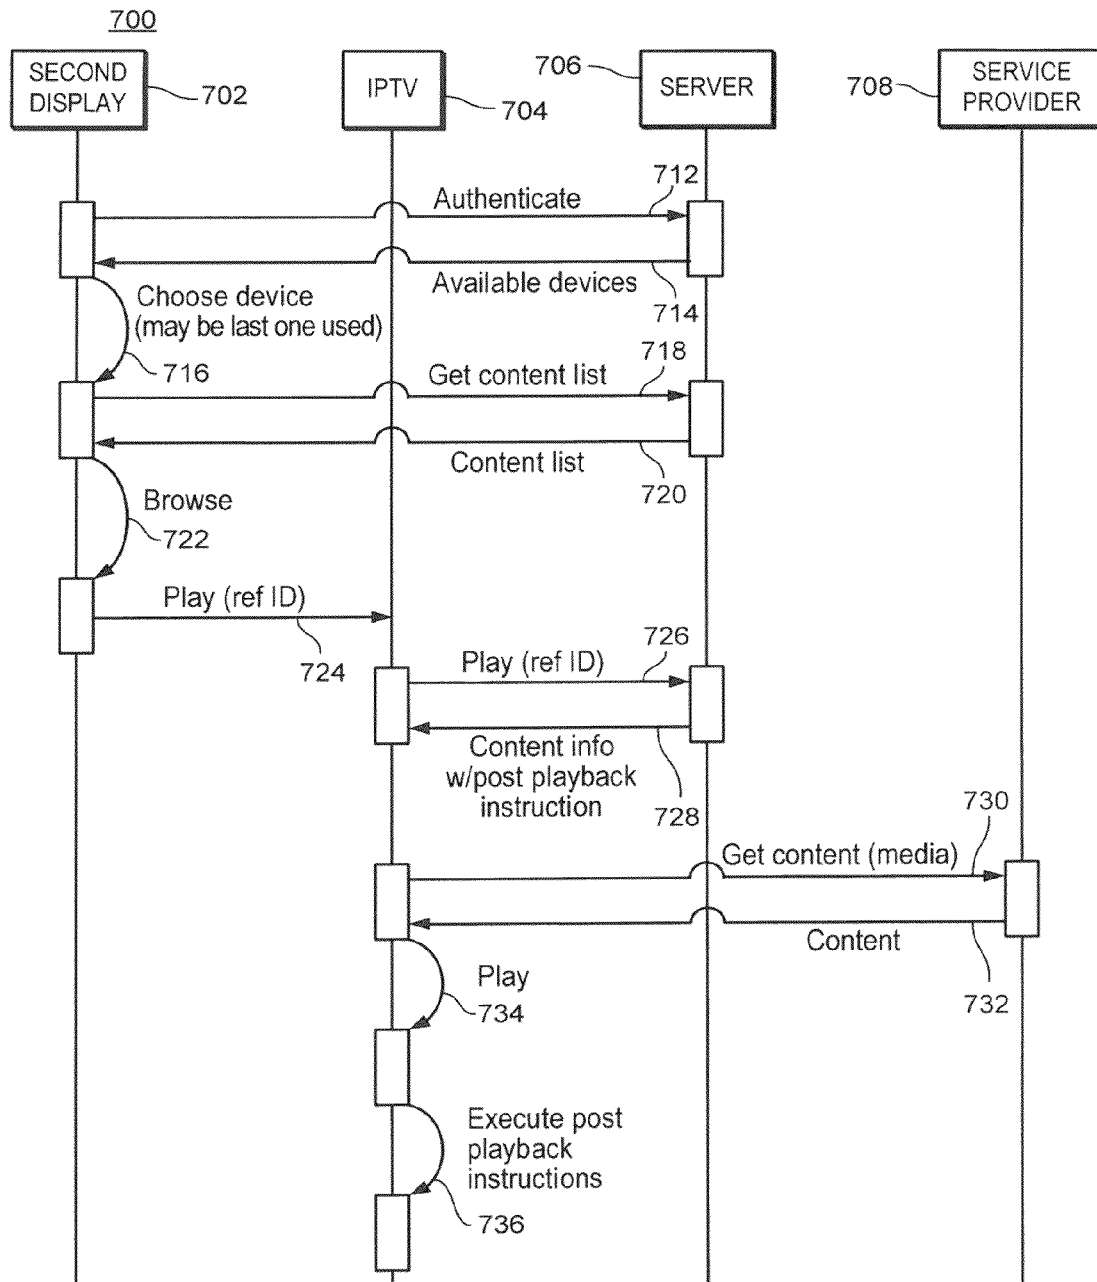 700
SECOND
DISPLAY
702
IPTV
704
706
SERVER
708
SERVICE
PROVIDER
712
Authenticate
Available devices
714
Choose device
(may be last one used)
716
718
Get content list
Content list
720
Browse
722
Play (ref ID)
724
726
Play (ref ID)
Content info
w/post playback
instruction
728
730
Get content (media)
Content
732
Play
734
Execute post
playback
instructions
736